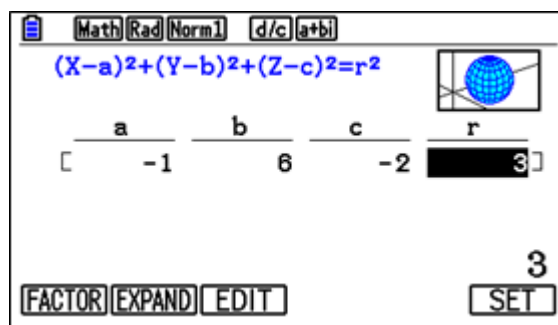 Math Rad Norm1 d/c a+bi
(X-a)²+(Y-b)²+(Z-c)²=r²
a b c r
[ -1 6 -2 3 ]
3
FACTOR EXPAND EDIT SET